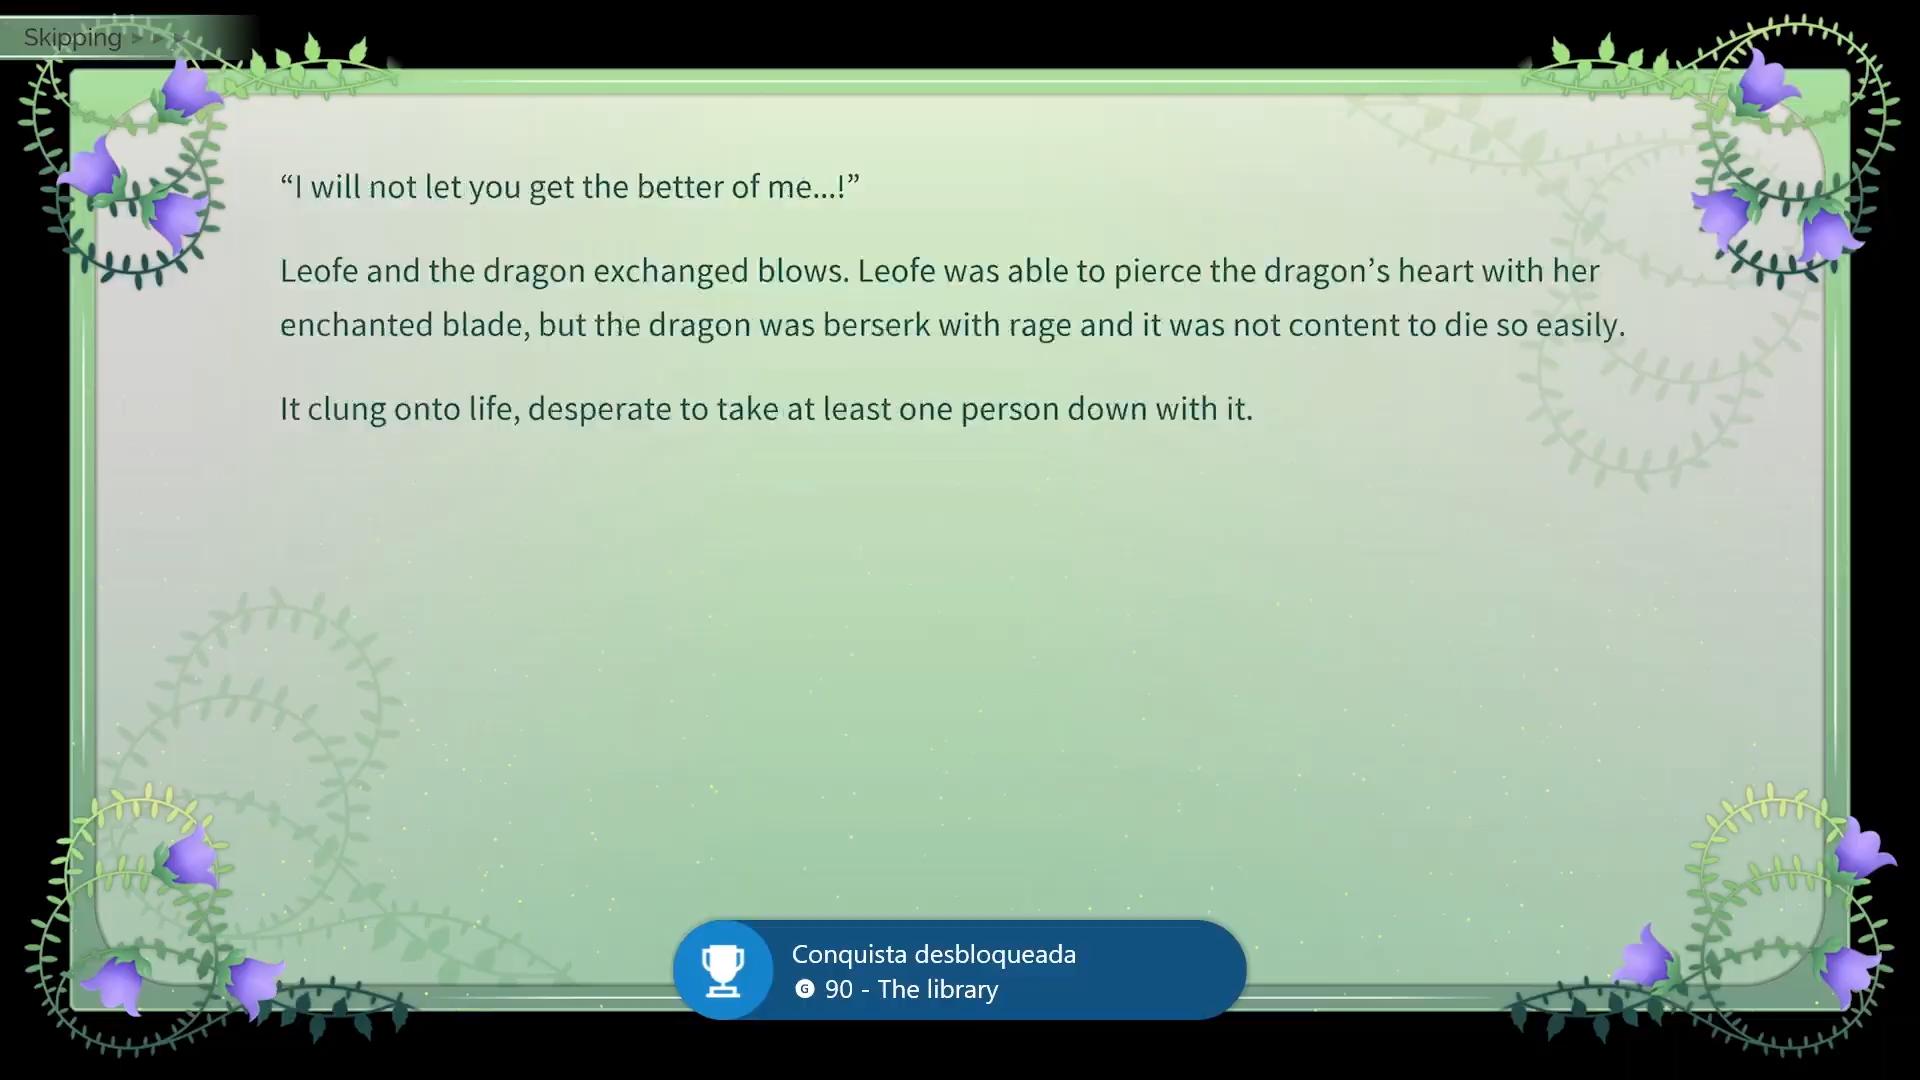 Skipping
“I will not let you get the better of me...!”
Leofe and the dragon exchanged blows. Leofe was able to pierce the dragon’s heart with her
enchanted blade, but the dragon was berserk with rage and it was not content to die so easily.
It clung onto life, desperate to take at least one person down with it.
Conquista desbloqueada
G 90 - The library